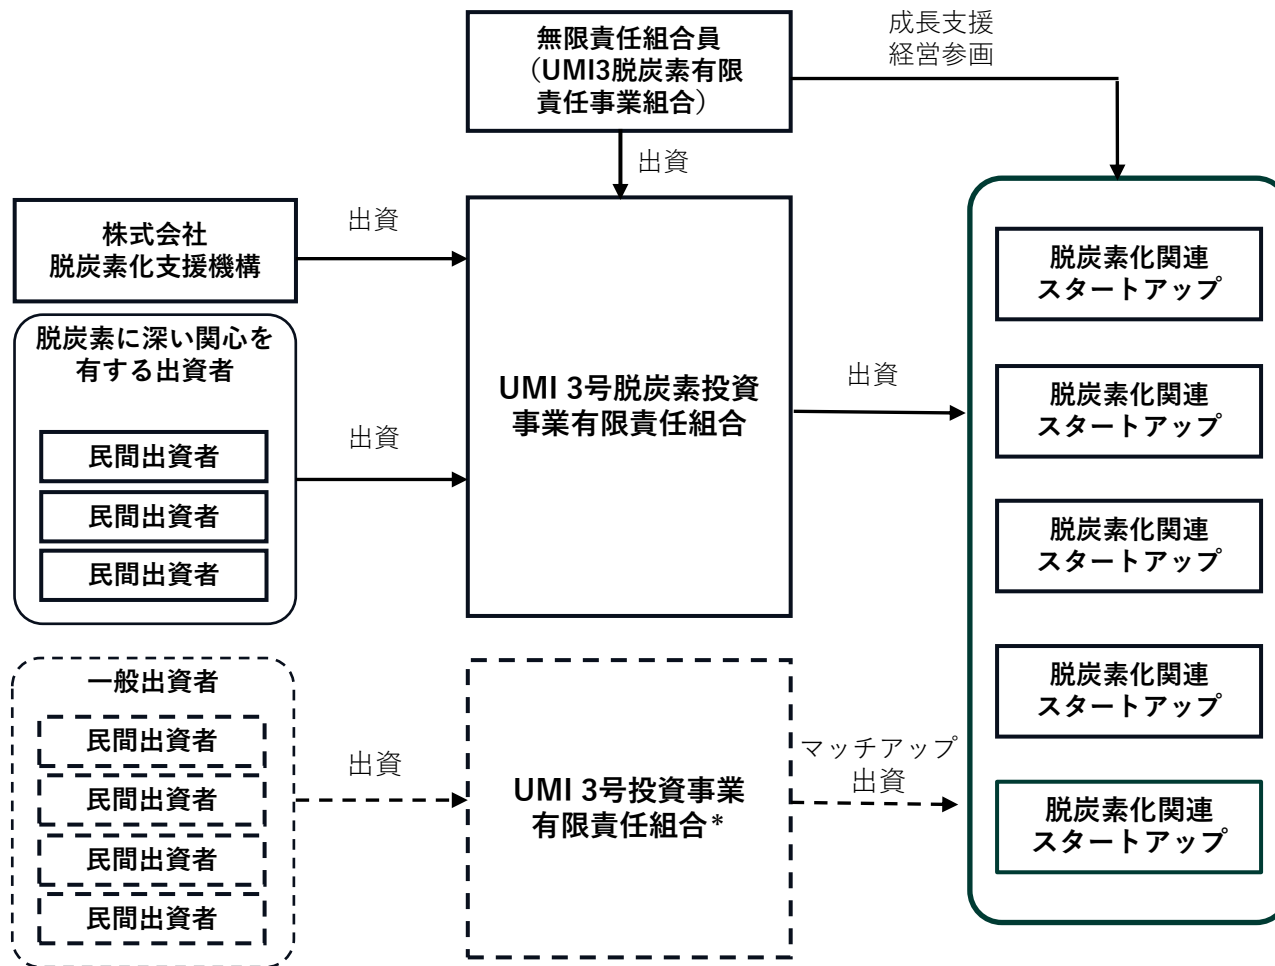 無限責任組合員
（UMI3脱炭素有限
責任事業組合）
成長支援
経営参画
出資
株式会社
脱炭素化支援機構
出資
脱炭素に深い関心を
有する出資者
民間出資者
民間出資者
民間出資者
出資
UMI 3号脱炭素投資
事業有限責任組合
出資
一般出資者
民間出資者
民間出資者
民間出資者
民間出資者
出資
UMI 3号投資事業
有限責任組合*
マッチアップ
出資
脱炭素化関連
スタートアップ
脱炭素化関連
スタートアップ
脱炭素化関連
スタートアップ
脱炭素化関連
スタートアップ
脱炭素化関連
スタートアップ